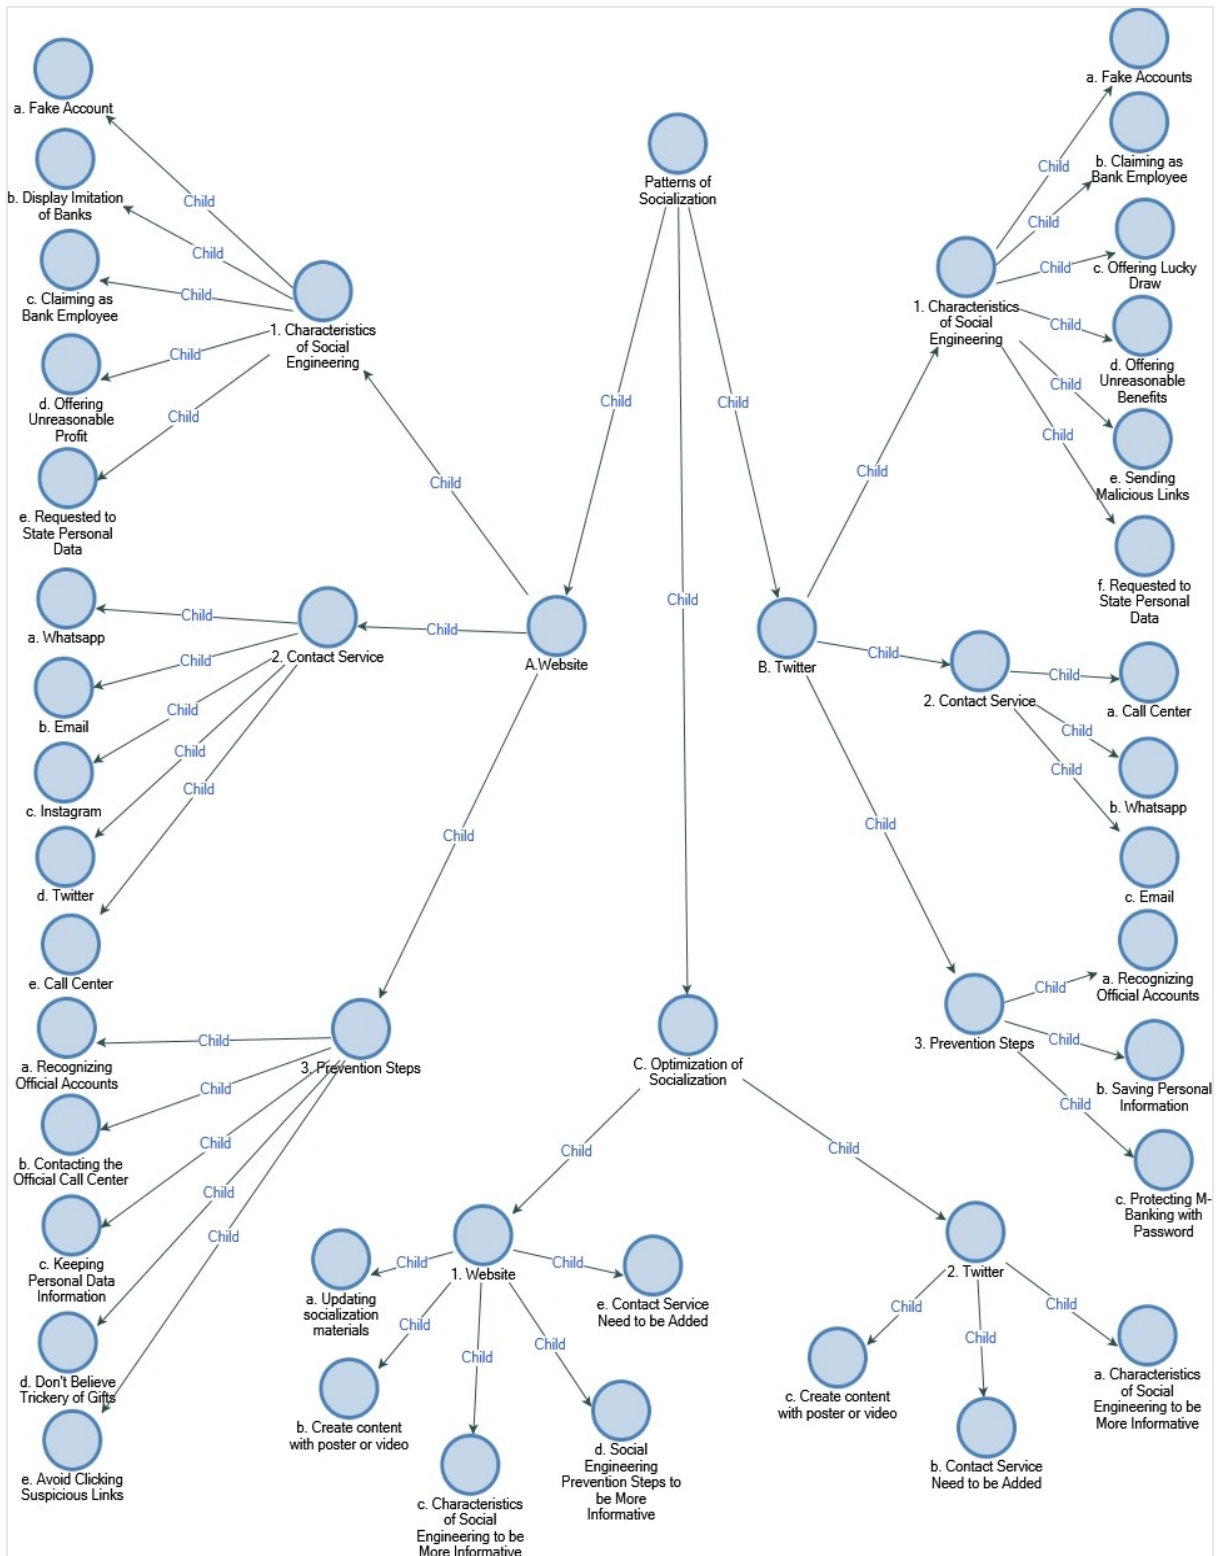 Patterns of
Socialization
Child
Child
Child
A.Website
Child
Child
Child
1. Characteristics
of Social
Engineering
Child
Child
Child
Child
Child
a. Fake Account
b. Display Imitation
of Banks
c. Claiming as
Bank Employee
d. Offering
Unreasonable
Profit
e. Requested to
State Personal
Data
2. Contact Service
Child
Child
Child
Child
Child
a. Whatsapp
b. Email
c. Instagram
d. Twitter
e. Call Center
3. Prevention Steps
Child
Child
Child
Child
Child
a. Recognizing
Official Accounts
b. Contacting the
Official Call Center
c. Keeping
Personal Data
Information
d. Don't Believe
Trickery of Gifts
e. Avoid Clicking
Suspicious Links
B. Twitter
Child
Child
Child
1. Characteristics
of Social
Engineering
Child
Child
Child
Child
Child
Child
a. Fake Accounts
b. Claiming as
Bank Employee
c. Offering Lucky
Draw
d. Offering
Unreasonable
Benefits
e. Sending
Malicious Links
f. Requested to
State Personal
Data
2. Contact Service
Child
Child
Child
a. Call Center
b. Whatsapp
c. Email
3. Prevention Steps
Child
Child
Child
a. Recognizing
Official Accounts
b. Saving Personal
Information
c. Protecting M-
Banking with
Password
C. Optimization of
Socialization
Child
Child
1. Website
Child
Child
Child
Child
Child
a. Updating
socialization
materials
b. Create content
with poster or video
c. Characteristics
of Social
Engineering to be
More Informative
d. Social
Engineering
Prevention Steps to
be More
Informative
e. Contact Service
Need to be Added
2. Twitter
Child
Child
Child
a. Characteristics
of Social
Engineering to be
More Informative
b. Contact Service
Need to be Added
c. Create content
with poster or video